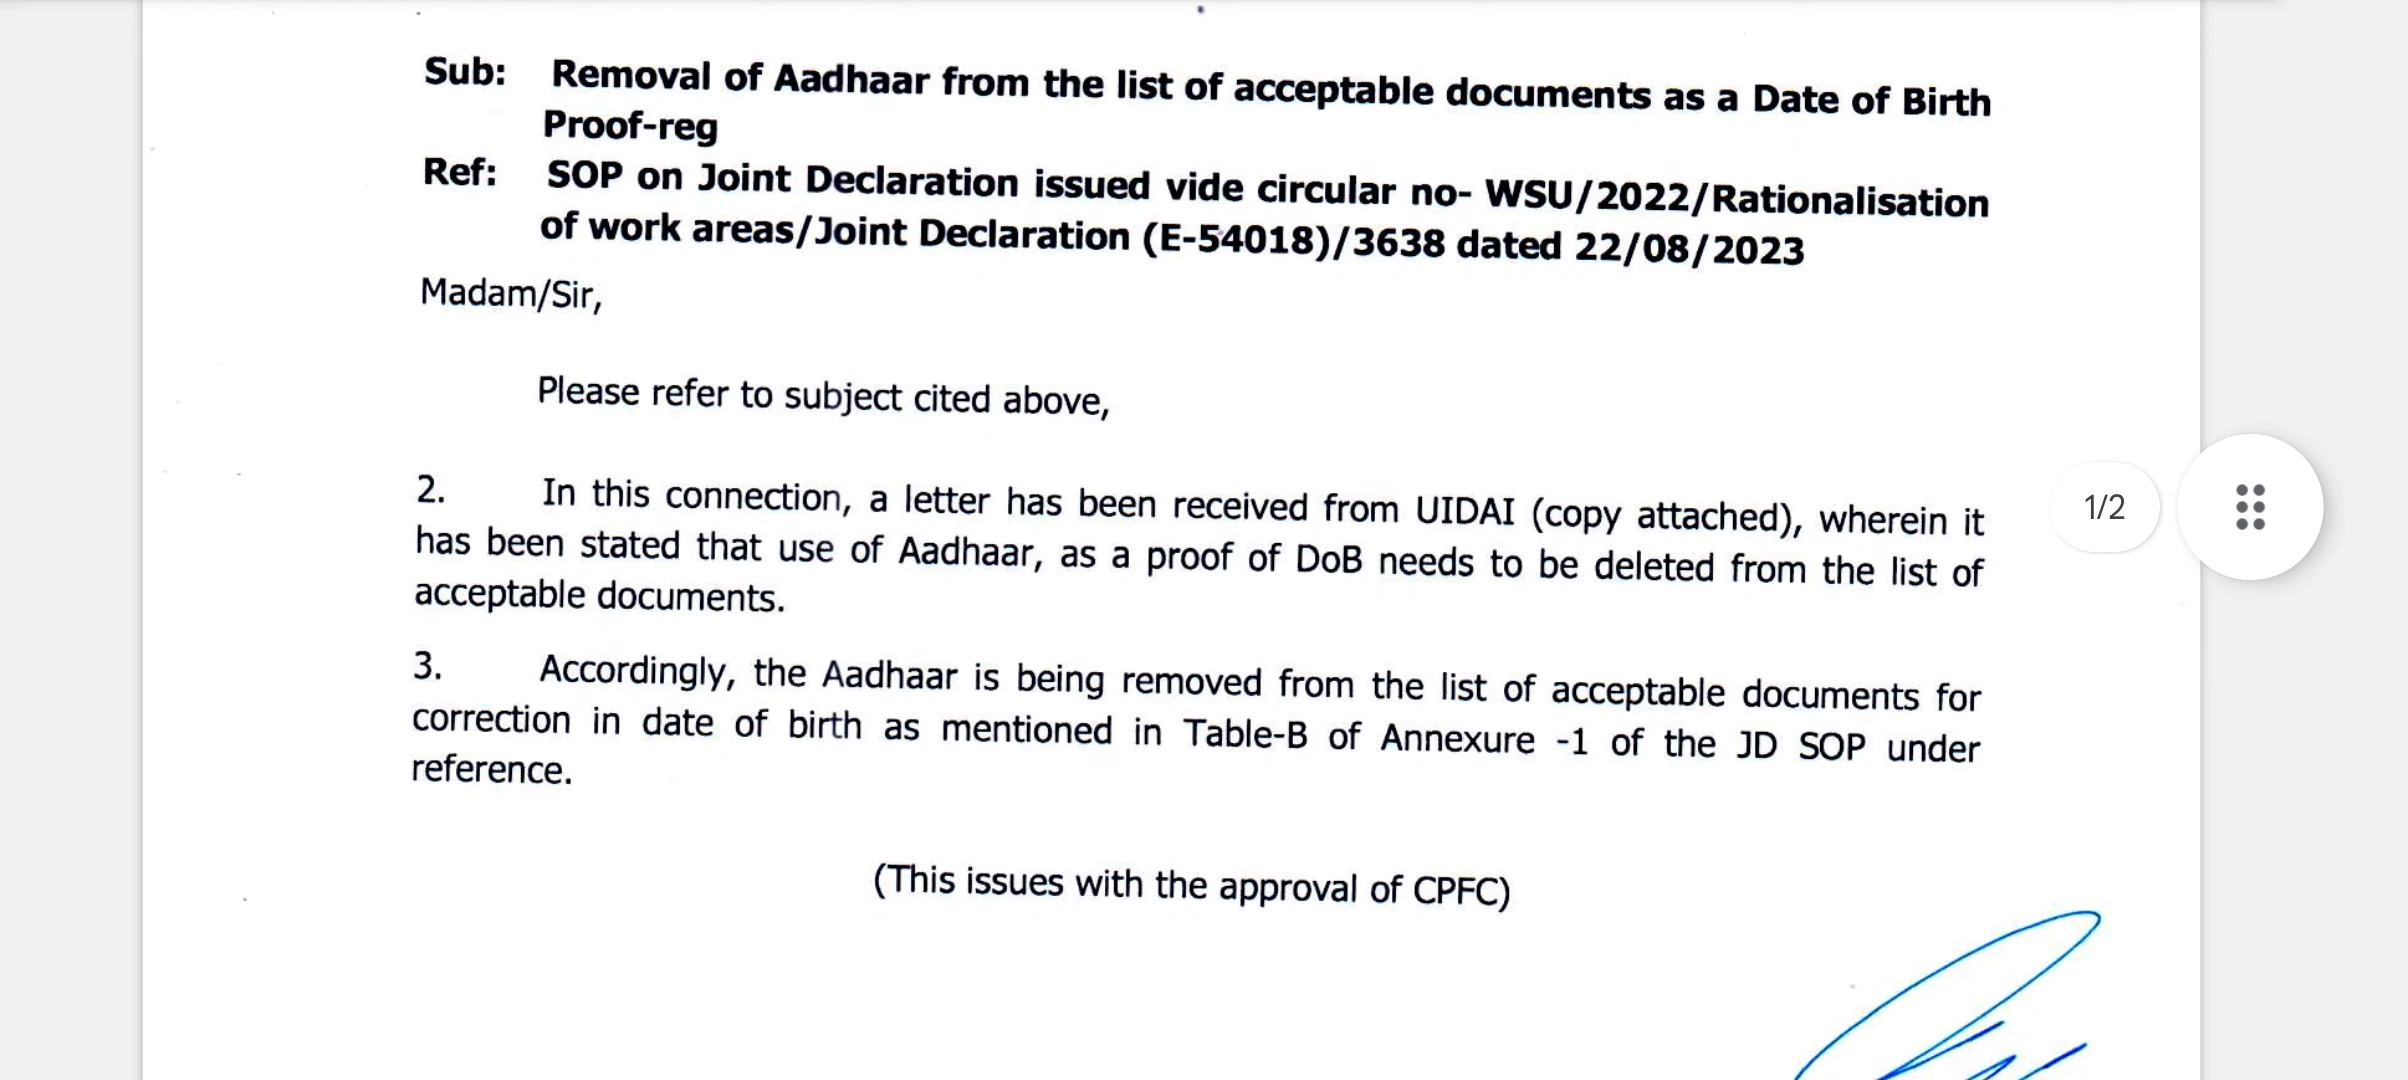 Sub: Removal of Aadhaar from the list of acceptable documents as a Date of Birth
Proof-reg
Ref: SOP on Joint Declaration issued vide circular no- WSU/2022/Rationalisation
of work areas/Joint Declaration (E-54018)/3638 dated 22/08/2023
Madam/Sir,
Please refer to subject cited above,
2. In this connection, a letter has been received from UIDAI (copy attached), wherein it
has been stated that use of Aadhaar, as a proof of DoB needs to be deleted from the list of
acceptable documents.
1/2
3. Accordingly, the Aadhaar is being removed from the list of acceptable documents for
correction in date of birth as mentioned in Table-B of Annexure -1 of the JD SOP under
reference.
(This issues with the approval of CPFC)